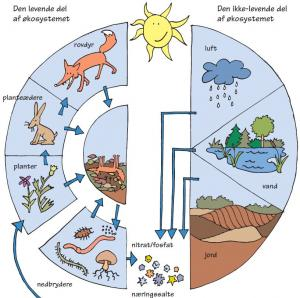 Den levende del
af økosystemet
Den ikke-levende del
af økosystemet
rovdyr
luft
planteædere
planter
vand
nitrat/fosfat
jord
nedbrydere
næringssalte